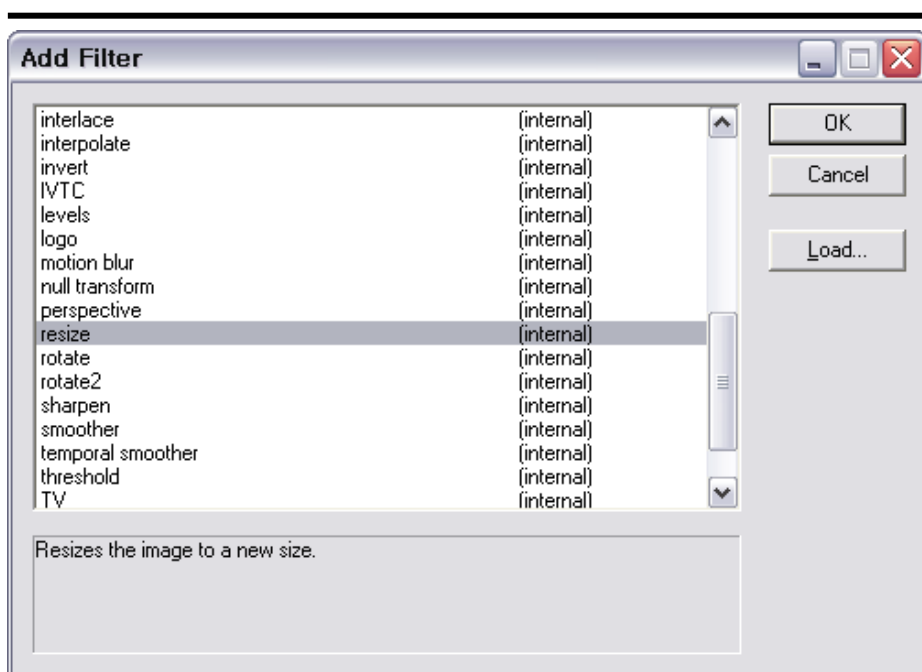 Add Filter
interlace (internal)
interpolate (internal)
invert (internal)
IVTC (internal)
levels (internal)
logo (internal)
motion blur (internal)
null transform (internal)
perspective (internal)
resize (internal)
rotate (internal)
rotate2 (internal)
sharpen (internal)
smoother (internal)
temporal smoother (internal)
threshold (internal)
TV (internal)
OK
Cancel
Load...
Resizes the image to a new size.